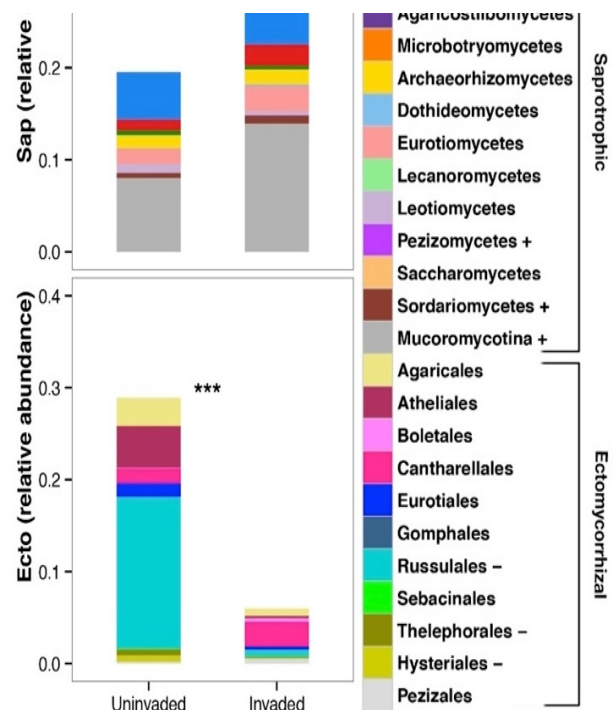 Sap (relative
0.2
0.1
0.0
Ecto (relative abundance)
0.4
0.3
0.2
0.1
0.0
***
Uninvaded
Invaded
Agaricostilbomycetes
Microbotryomycetes
Archaeorhizomycetes
Dothideomycetes
Eurotiomycetes
Lecanoromycetes
Leotiomycetes
Pezizomycetes +
Saccharomycetes
Sordariomycetes +
Mucoromycotina +
Saprotrophic
Agaricales
Atheliales
Boletales
Cantharellales
Eurotiales
Gomphales
Russulales –
Sebacinales
Thelephorales –
Hysteriales –
Pezizales
Ectomycorrhizal